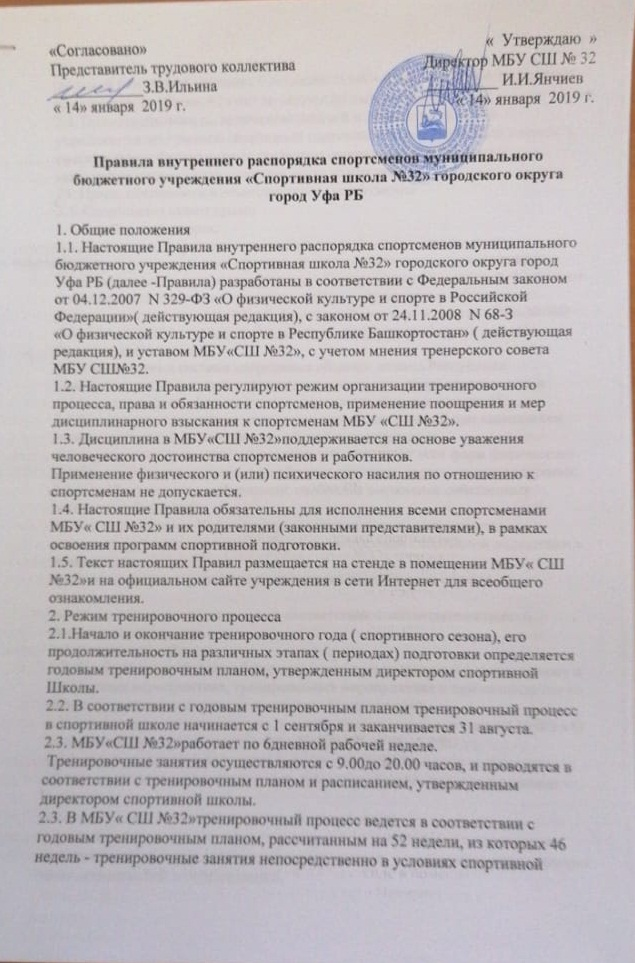 «Согласовано»
« Утверждаю »
Представитель трудового коллектива
Директор МБУ СШ № 32
З.В.Ильина
И.И.Янчиев
« 14» января 2019 г.
« 14» января 2019 г.
Правила внутреннего распорядка спортсменов муниципального
бюджетного учреждения «Спортивная школа №32» городского округа
город Уфа РБ
1. Общие положения
1.1. Настоящие Правила внутреннего распорядка спортсменов муниципального
бюджетного учреждения «Спортивная школа №32» городского округа город
Уфа РБ (далее -Правила) разработаны в соответствии с Федеральным законом
от 04.12.2007 N 329-ФЗ «О физической культуре и спорте в Российской
Федерации»( действующая редакция), с законом от 24.11.2008 N 68-З
«О физической культуре и спорте в Республике Башкортостан» ( действующая
редакция), и уставом МБУ«СШ №32», с учетом мнения тренерского совета
МБУ СШ№32.
1.2. Настоящие Правила регулируют режим организации тренировочного
процесса, права и обязанности спортсменов, применение поощрения и мер
дисциплинарного взыскания к спортсменам МБУ «СШ №32».
1.3. Дисциплина в МБУ«СШ №32»поддерживается на основе уважения
человеческого достоинства спортсменов и работников.
Применение физического и (или) психического насилия по отношению к
спортсменам не допускается.
1.4. Настоящие Правила обязательны для исполнения всеми спортсменами
МБУ« СШ №32» и их родителями (законными представителями), в рамках
освоения программ спортивной подготовки.
1.5. Текст настоящих Правил размещается на стенде в помещении МБУ« СШ
№32»и на официальном сайте учреждения в сети Интернет для всеобщего
ознакомления.
2. Режим тренировочного процесса
2.1.Начало и окончание тренировочного года ( спортивного сезона), его
продолжительность на различных этапах ( периодах) подготовки определяется
годовым тренировочным планом, утвержденным директором спортивной
Школы.
2.2. В соответствии с годовым тренировочным планом тренировочный процесс
в спортивной школе начинается с 1 сентября и заканчивается 31 августа.
2.3. МБУ«СШ №32»работает по 6дневной рабочей неделе.
Тренировочные занятия осуществляются с 9.00до 20.00 часов, и проводятся в
соответствии с тренировочным планом и расписанием, утвержденным
директором спортивной школы.
2.3. В МБУ« СШ №32»тренировочный процесс ведется в соответствии с
годовым тренировочным планом, рассчитанным на 52 недели, из которых 46
недель - тренировочные занятия непосредственно в условиях спортивной